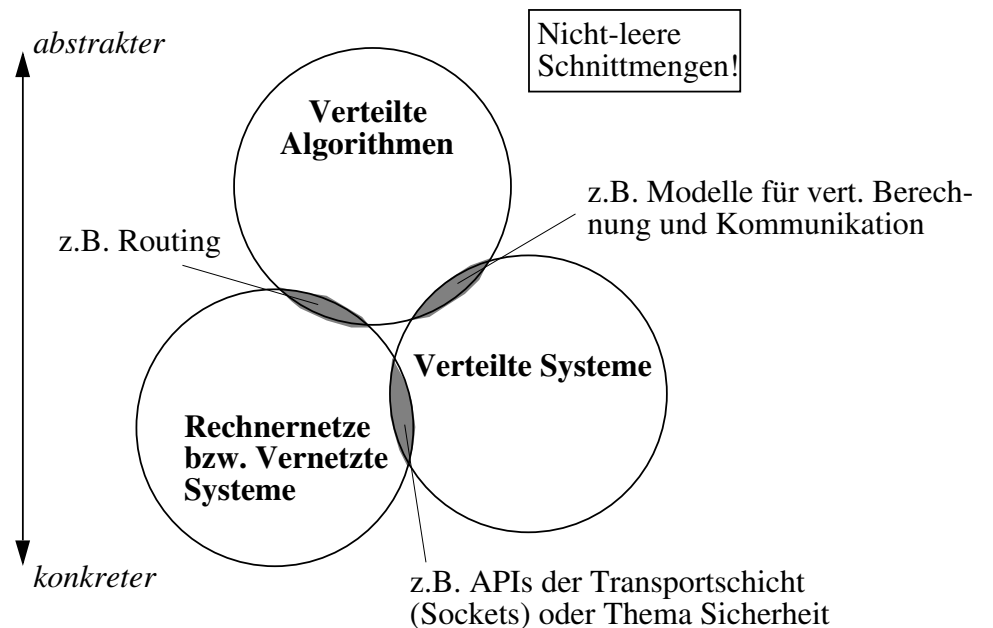 abstrakter
Nicht-leere
Schnittmengen!
Verteilte
Algorithmen
z.B. Modelle für vert. Berech-
nung und Kommunikation
z.B. Routing
Verteilte Systeme
Rechnernetze
bzw. Vernetzte
Systeme
konkreter
z.B. APIs der Transportschicht
(Sockets) oder Thema Sicherheit